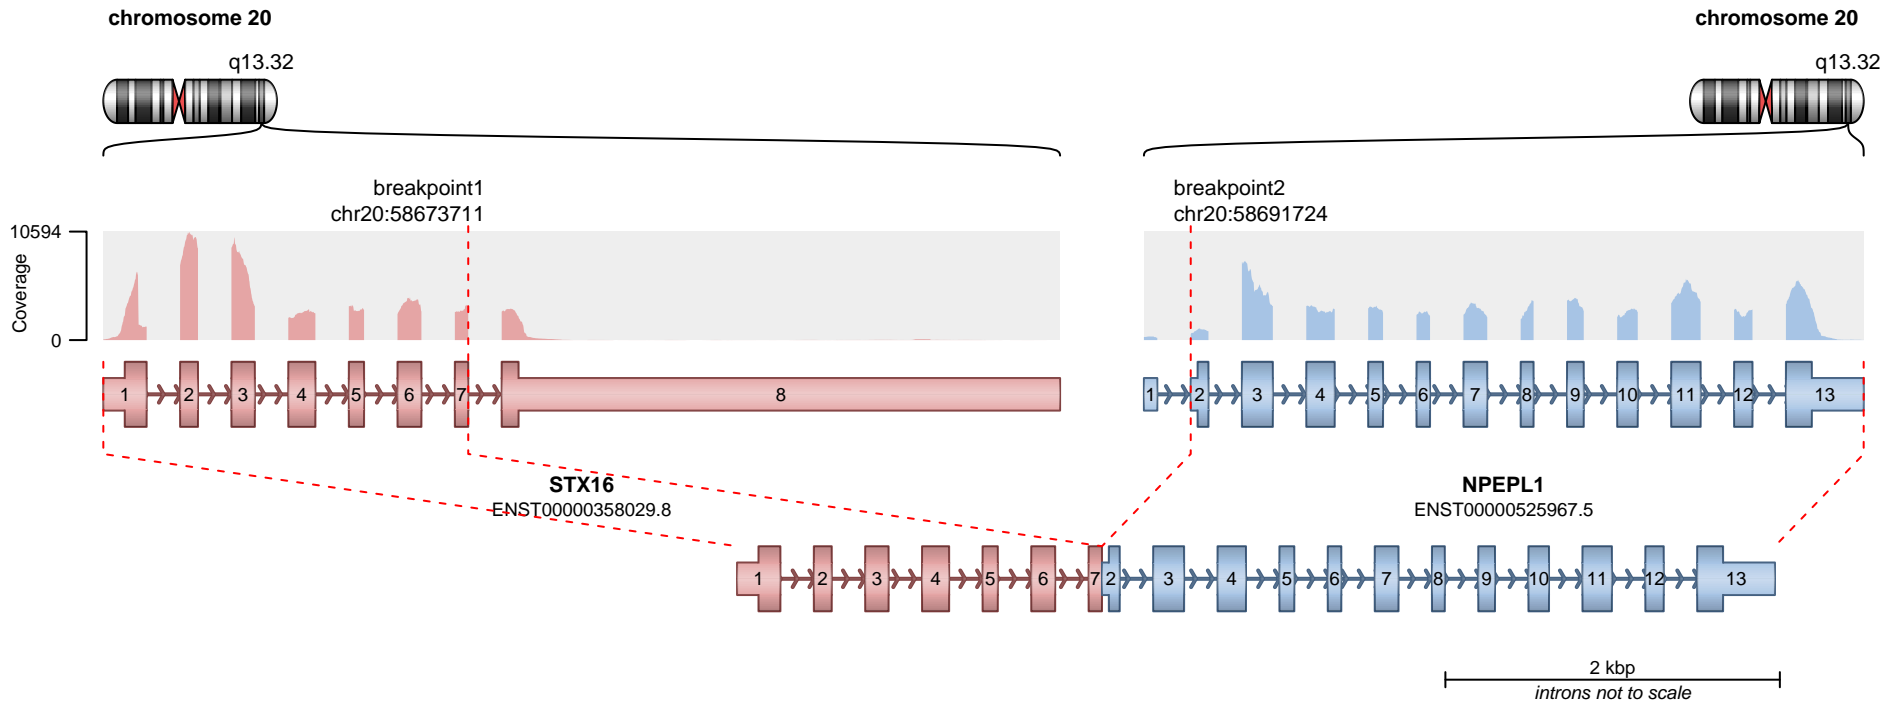 chromosome 20
chromosome 20
q13.32
q13.32
breakpoint1
chr20:58673711
breakpoint2
chr20:58691724
10594
Coverage
0
1 2 3 4 5 6 7 8
1 2 3 4 5 6 7 8 9 10 11 12 13
STX16
ENST00000358029.8
NPEPL1
ENST00000525967.5
1 2 3 4 5 6 7 2 3 4 5 6 7 8 9 10 11 12 13
2 kbp
introns not to scale